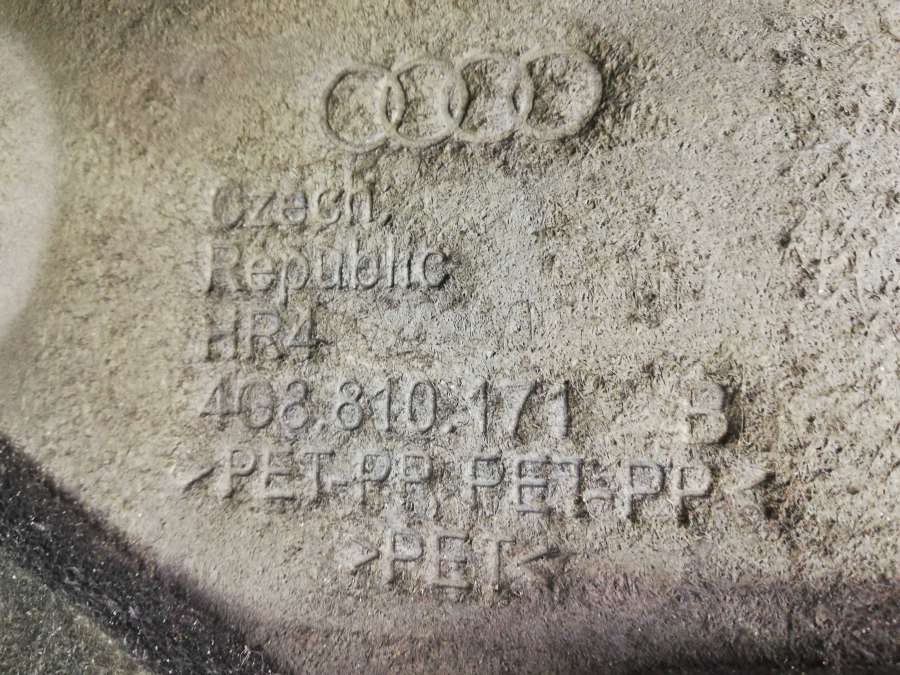 Czech
Republic
HR4
4G8.810.171 B
>PET-PP, PET-PP<
>PET<